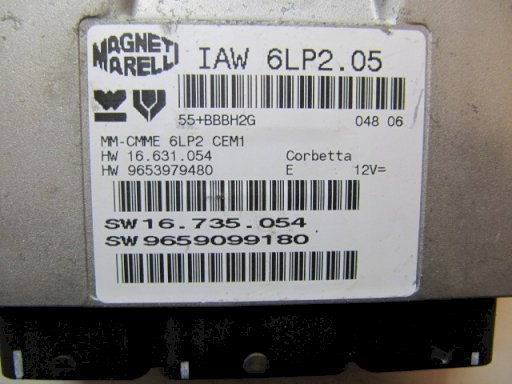 MAGNETI MARELLI IAW 6LP2.05
55+BBBH2G 048 06
MM-CMME 6LP2 CEM1
HW 16.631.054 Corbetta
HW 9653979480 E 12V=
SW 16.735.054
SW 9659099180